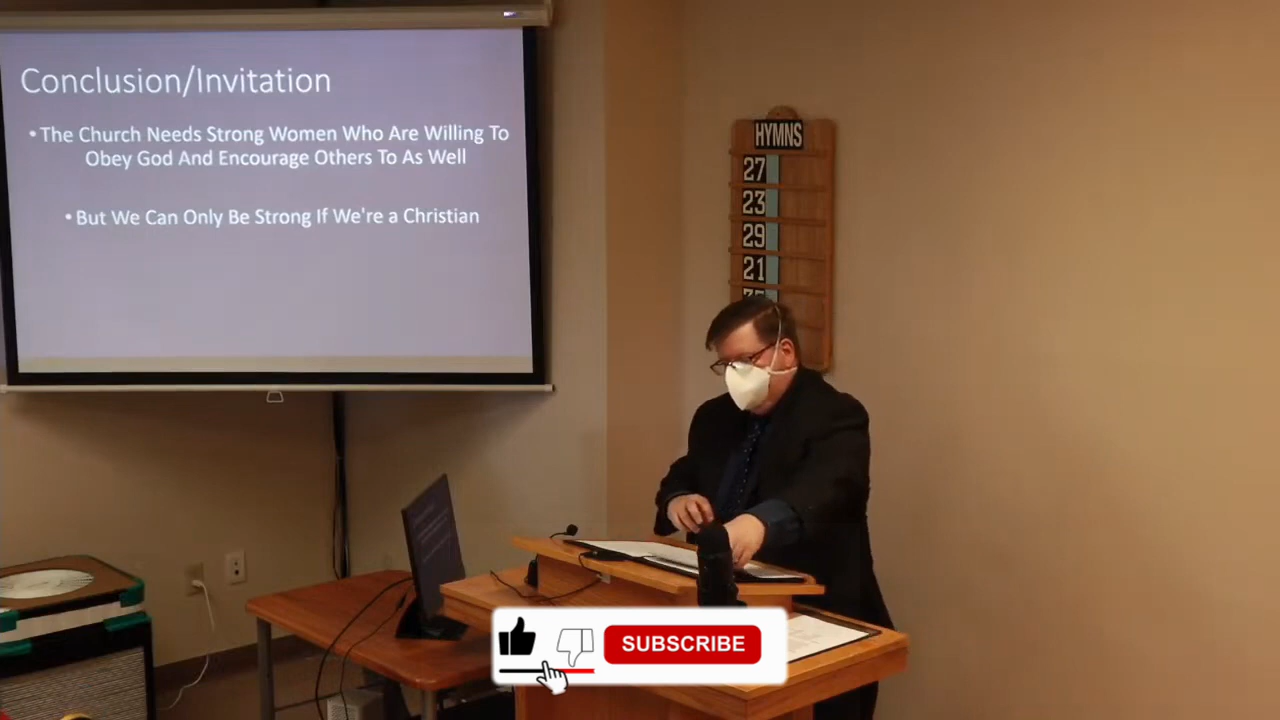 Conclusion/Invitation
• The Church Needs Strong Women Who Are Willing To
Obey God And Encourage Others To As Well
• But We Can Only Be Strong If We're a Christian
HYMNS
27
23
29
21
SUBSCRIBE